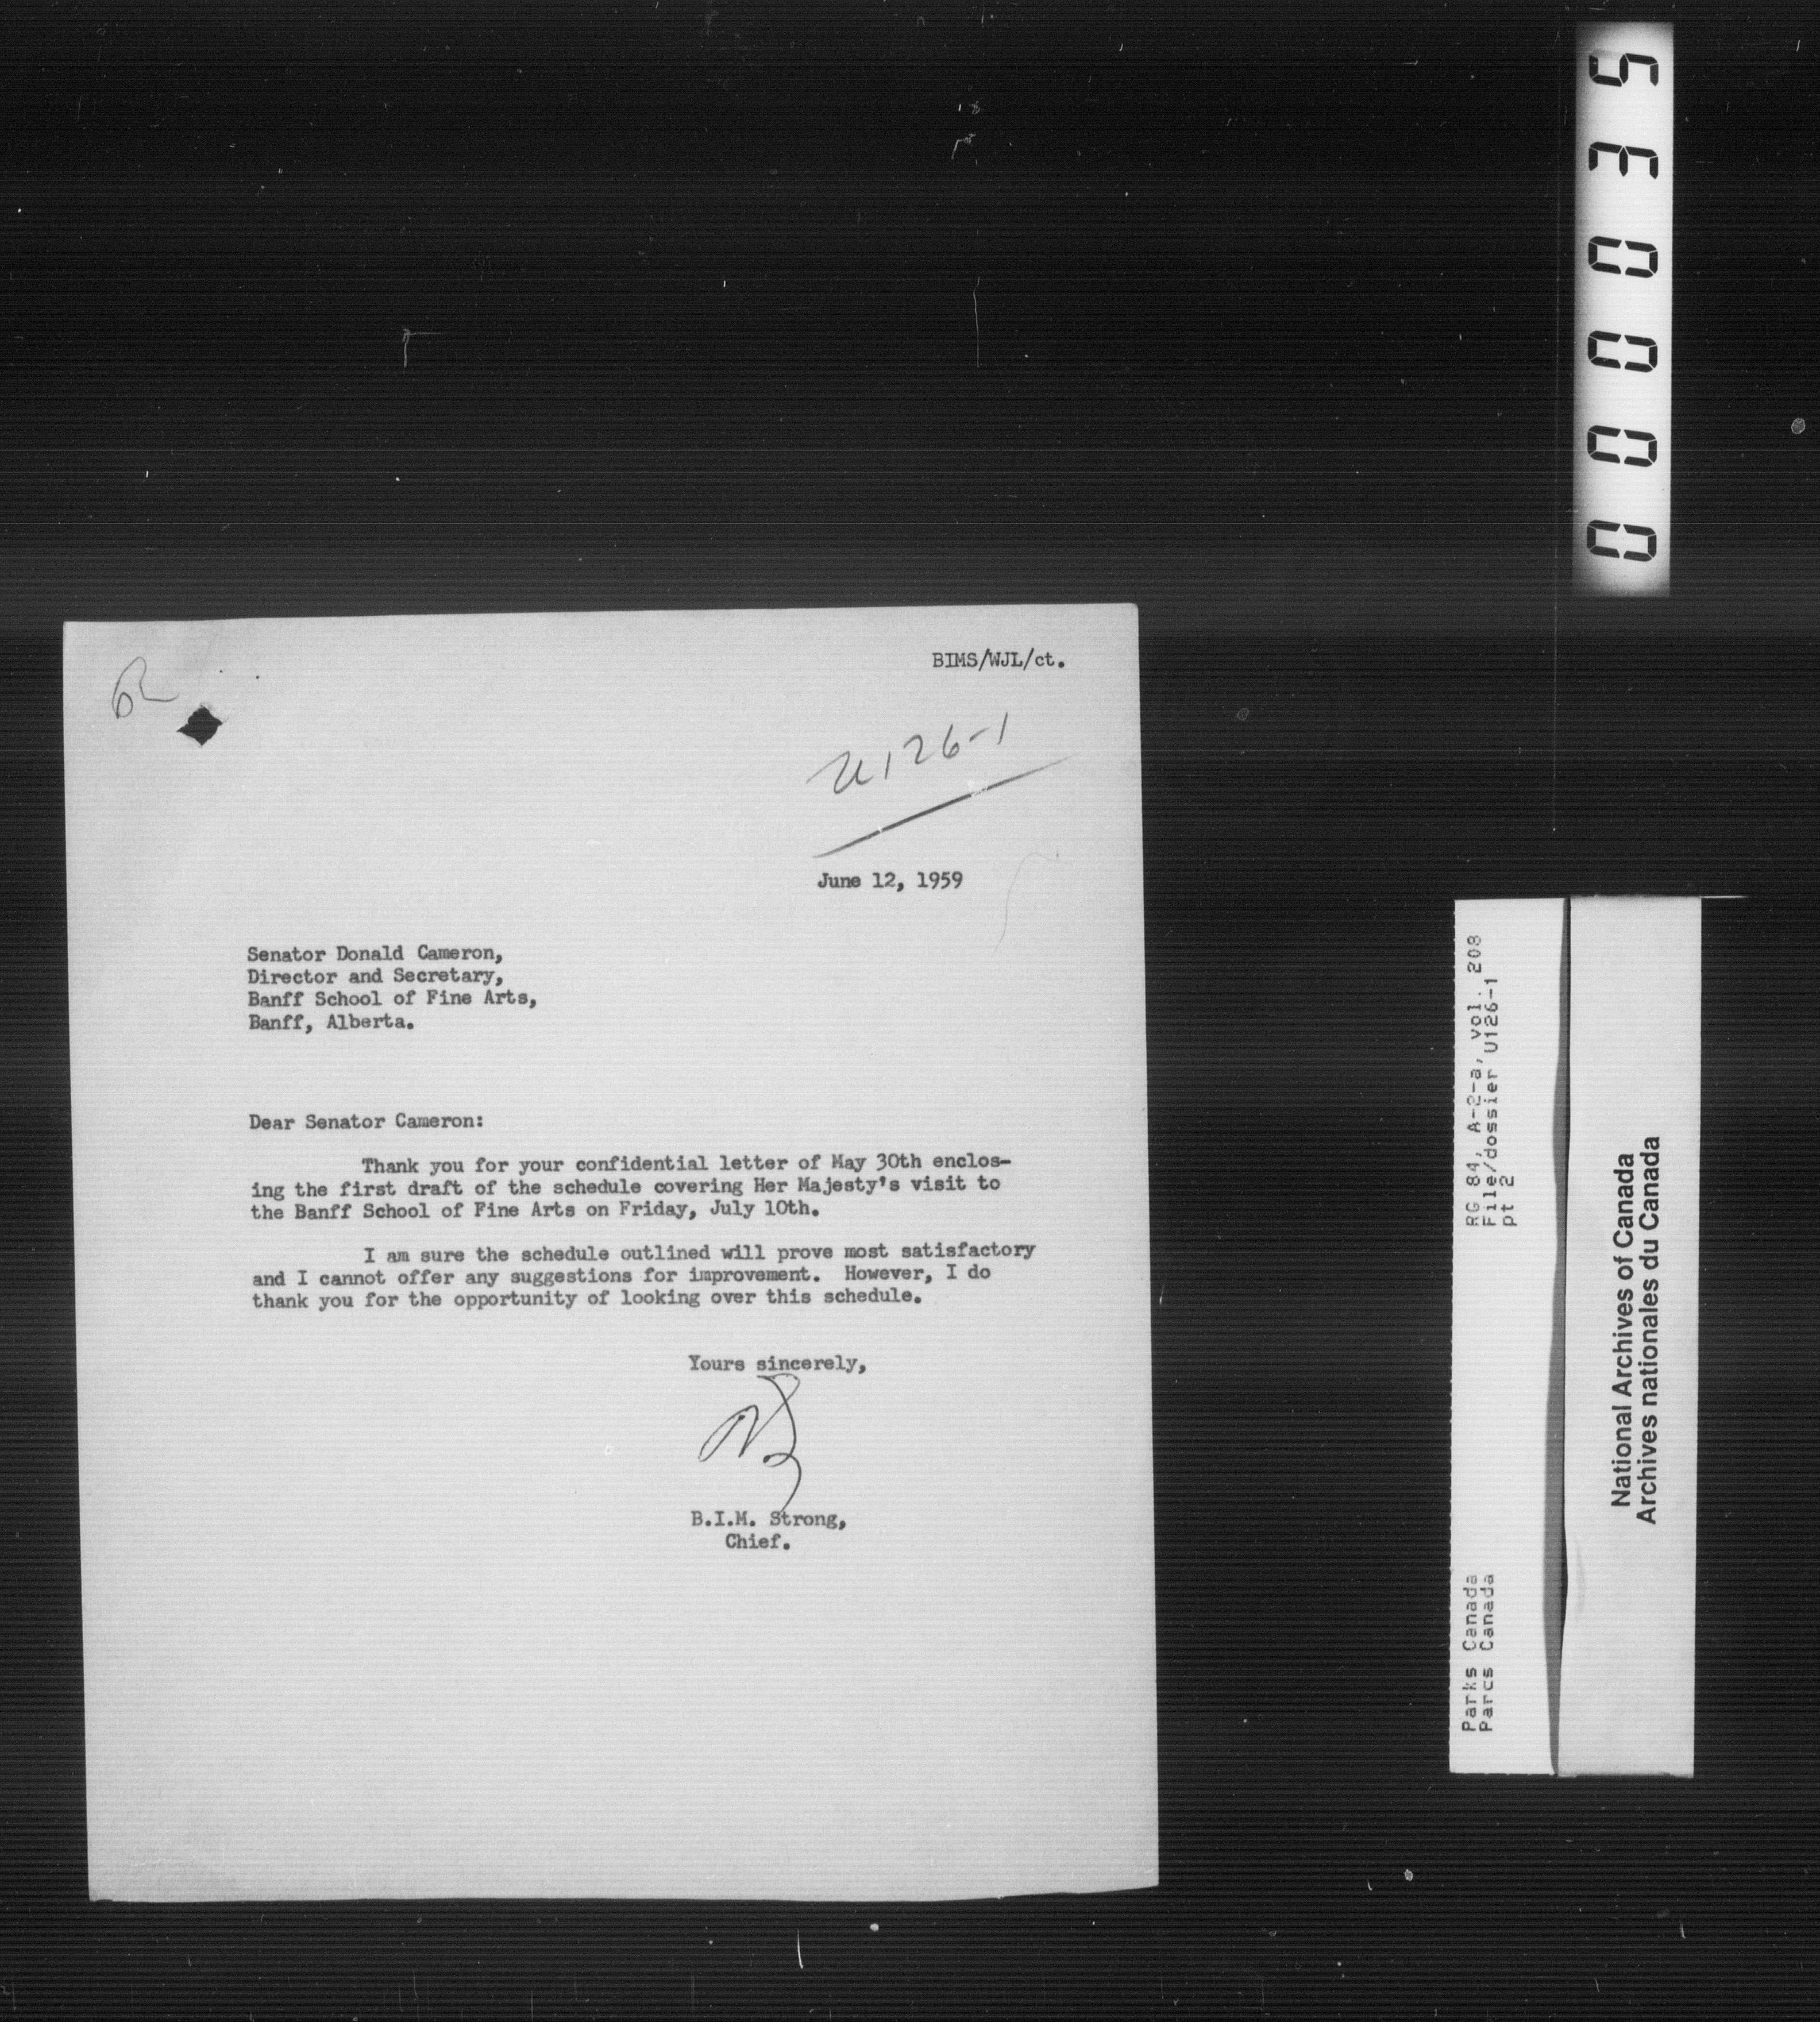 BIMS/WJL/ct.
U126-1
June 12, 1959
Senator Donald Cameron,
Director and Secretary,
Banff School of Fine Arts,
Banff, Alberta.
Dear Senator Cameron:
Thank you for your confidential letter of May 30th enclos-
ing the first draft of the schedule covering Her Majesty's visit to
the Banff School of Fine Arts on Friday, July 10th.
I am sure the schedule outlined will prove most satisfactory
and I cannot offer any suggestions for improvement. However, I do
thank you for the opportunity of looking over this schedule.
Yours sincerely,
B.I.M. Strong,
Chief.
000035
RG 84, A-2-a, vol. 208
File/dossier U126-1
pt 2
Parks Canada
Parcs Canada
National Archives of Canada
Archives nationales du Canada